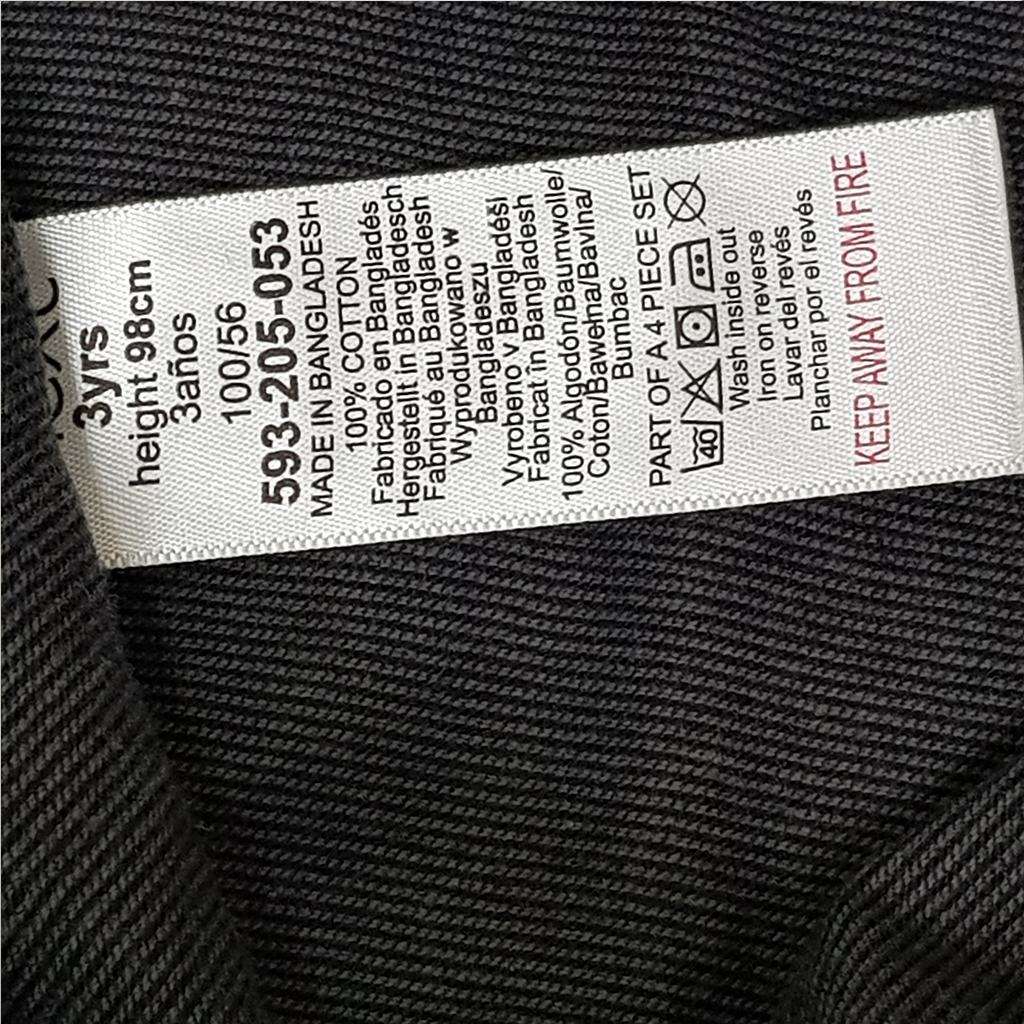 3yrs
height 98cm
3años
100/56
593-205-053
MADE IN BANGLADESH
100% COTTON
Fabricado en Bangladés
Hergestellt in Bangladesch
Fabriqué au Bangladesh
Wyprodukowano w
Bangladeszu
Vyrobeno v Bangladéši
Fabricat în Bangladesh
100% Algodón/Baumwolle/
Coton/Bawełna/Bavlna/
Bumbac
PART OF A 4 PIECE SET
40
Wash inside out
Iron on reverse
Lavar del revés
Planchar por el revés
KEEP AWAY FROM FIRE